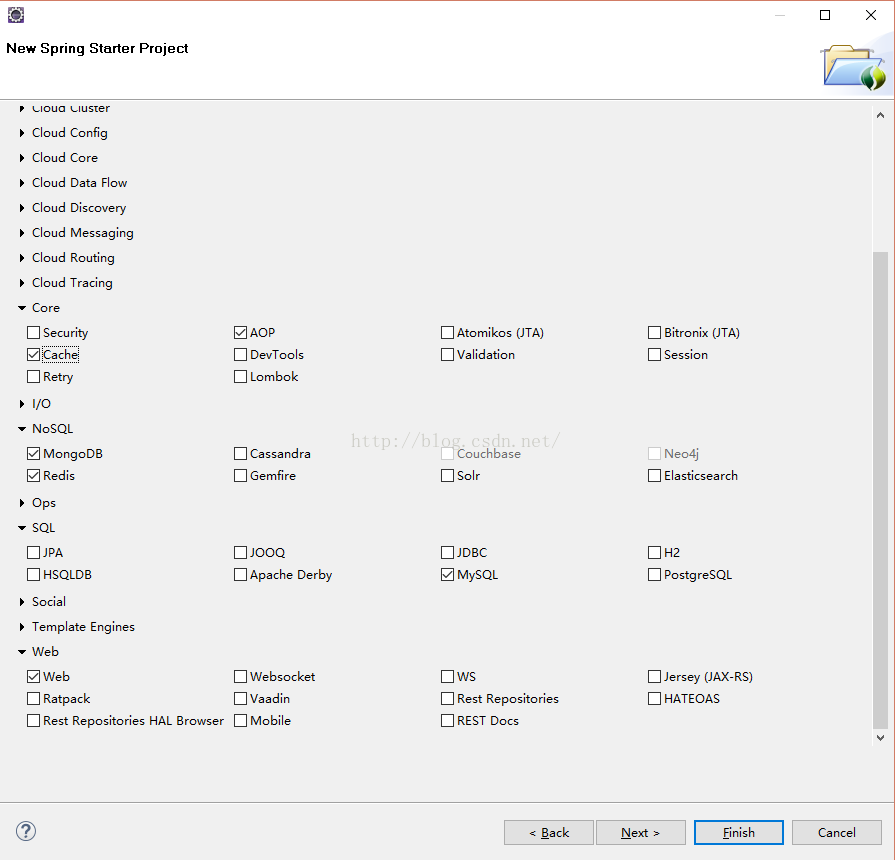 New Spring Starter Project
Cloud Cluster
Cloud Config
Cloud Core
Cloud Data Flow
Cloud Discovery
Cloud Messaging
Cloud Routing
Cloud Tracing
Core
Security AOP Atomikos (JTA) Bitronix (JTA)
Cache DevTools Validation Session
Retry Lombok
I/O
NoSQL
http://blog.csdn.net/
MongoDB Cassandra Couchbase Neo4j
Redis Gemfire Solr Elasticsearch
Ops
SQL
JPA JOOQ JDBC H2
HSQLDB Apache Derby MySQL PostgreSQL
Social
Template Engines
Web
Web Websocket WS Jersey (JAX-RS)
Ratpack Vaadin Rest Repositories HATEOAS
Rest Repositories HAL Browser Mobile REST Docs
? < Back Next > Finish Cancel